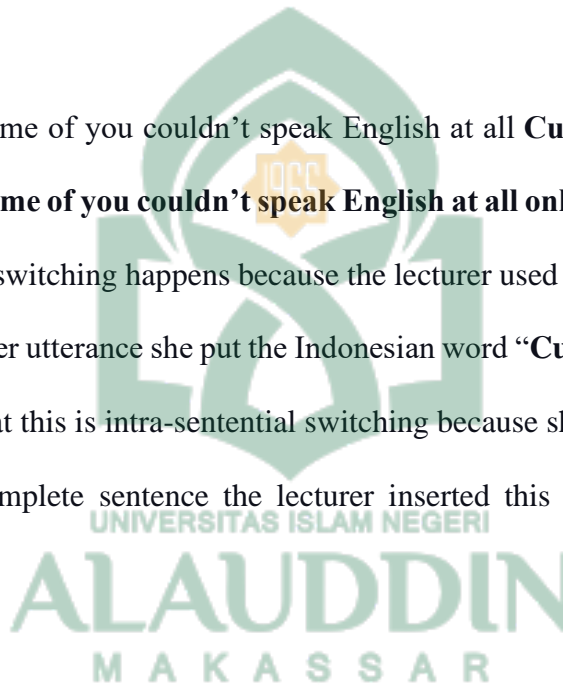 me of you couldn't speak English at all Cu
me of you couldn't speak English at all onl
switching happens because the lecturer used
er utterance she put the Indonesian word “Cu
at this is intra-sentential switching because sl
mplete sentence the lecturer inserted this
1965
UNIVERSITAS ISLAM NEGERI
ALAUDDIN
MAKASSAR